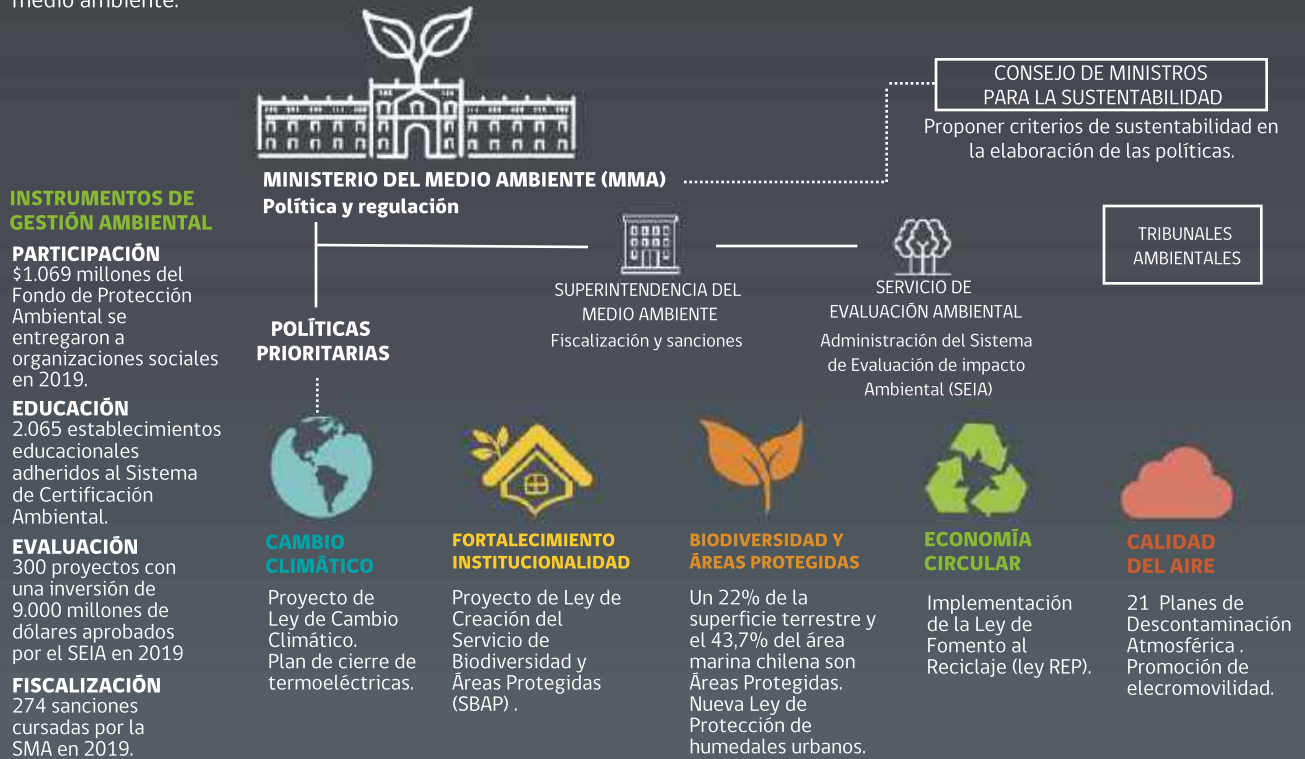 medio ambiente.
CONSEJO DE MINISTROS
PARA LA SUSTENTABILIDAD
Proponer criterios de sustentabilidad en
la elaboración de las políticas.
MINISTERIO DEL MEDIO AMBIENTE (MMA)
Política y regulación
INSTRUMENTOS DE
GESTIÓN AMBIENTAL
PARTICIPACIÓN
$1.069 millones del
Fondo de Protección
Ambiental se
entregaron a
organizaciones sociales
en 2019.
EDUCACIÓN
2.065 establecimientos
educacionales
adheridos al Sistema
de Certificación
Ambiental.
EVALUACIÓN
300 proyectos con
una inversión de
9.000 millones de
dólares aprobados
por el SEIA en 2019
FISCALIZACIÓN
274 sanciones
cursadas por la
SMA en 2019.
SUPERINTENDENCIA DEL
MEDIO AMBIENTE
Fiscalización y sanciones
SERVICIO DE
EVALUACIÓN AMBIENTAL
Administración del Sistema
de Evaluación de impacto
Ambiental (SEIA)
TRIBUNALES
AMBIENTALES
POLÍTICAS
PRIORITARIAS
CAMBIO
CLIMÁTICO
Proyecto de
Ley de Cambio
Climático.
Plan de cierre de
termoeléctricas.
FORTALECIMIENTO
INSTITUCIONALIDAD
Proyecto de Ley de
Creación del
Servicio de
Biodiversidad y
Áreas Protegidas
(SBAP) .
BIODIVERSIDAD Y
ÁREAS PROTEGIDAS
Un 22% de la
superficie terrestre y
el 43,7% del área
marina chilena son
Áreas Protegidas.
Nueva Ley de
Protección de
humedales urbanos.
ECONOMÍA
CIRCULAR
Implementación
de la Ley de
Fomento al
Reciclaje (ley REP).
CALIDAD
DEL AIRE
21 Planes de
Descontaminación
Atmosférica .
Promoción de
elecromovilidad.